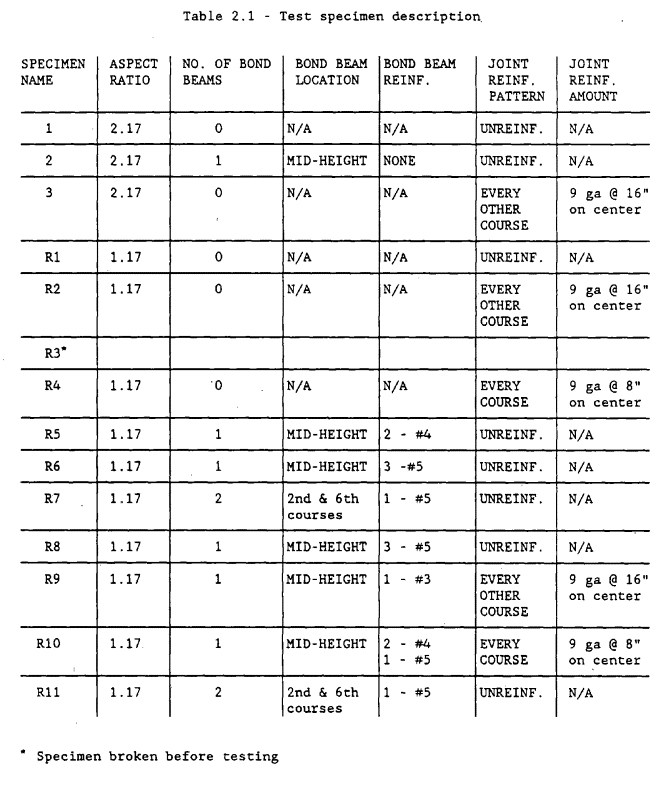 Table 2.1 - Test specimen description
SPECIMEN NAME | ASPECT RATIO | NO. OF BOND BEAMS | BOND BEAM LOCATION | BOND BEAM REINF. | JOINT REINF. PATTERN | JOINT REINF. AMOUNT
1 | 2.17 | 0 | N/A | N/A | UNREINF. | N/A
2 | 2.17 | 1 | MID-HEIGHT | NONE | UNREINF. | N/A
3 | 2.17 | 0 | N/A | N/A | EVERY OTHER COURSE | 9 ga @ 16" on center
R1 | 1.17 | 0 | N/A | N/A | UNREINF. | N/A
R2 | 1.17 | 0 | N/A | N/A | EVERY OTHER COURSE | 9 ga @ 16" on center
R3*
R4 | 1.17 | 0 | N/A | N/A | EVERY COURSE | 9 ga @ 8" on center
R5 | 1.17 | 1 | MID-HEIGHT | 2 - #4 | UNREINF. | N/A
R6 | 1.17 | 1 | MID-HEIGHT | 3 -#5 | UNREINF. | N/A
R7 | 1.17 | 2 | 2nd & 6th courses | 1 - #5 | UNREINF. | N/A
R8 | 1.17 | 1 | MID-HEIGHT | 3 - #5 | UNREINF. | N/A
R9 | 1.17 | 1 | MID-HEIGHT | 1 - #3 | EVERY OTHER COURSE | 9 ga @ 16" on center
R10 | 1.17 | 1 | MID-HEIGHT | 2 - #4 1 - #5 | EVERY COURSE | 9 ga @ 8" on center
R11 | 1.17 | 2 | 2nd & 6th courses | 1 - #5 | UNREINF. | N/A
* Specimen broken before testing